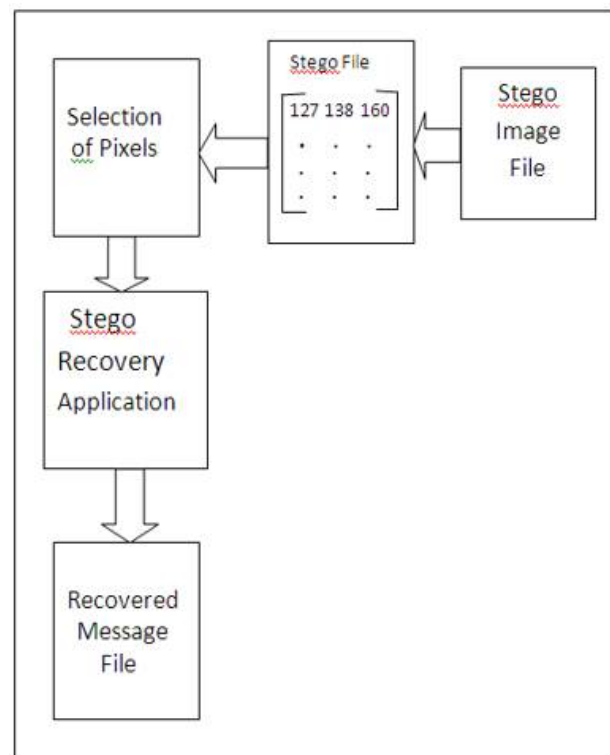 Stego
Image
File
Stego File
127 138 160
. . .
. . .
. . .
Selection
of Pixels
Stego
Recovery
Application
Recovered
Message
File